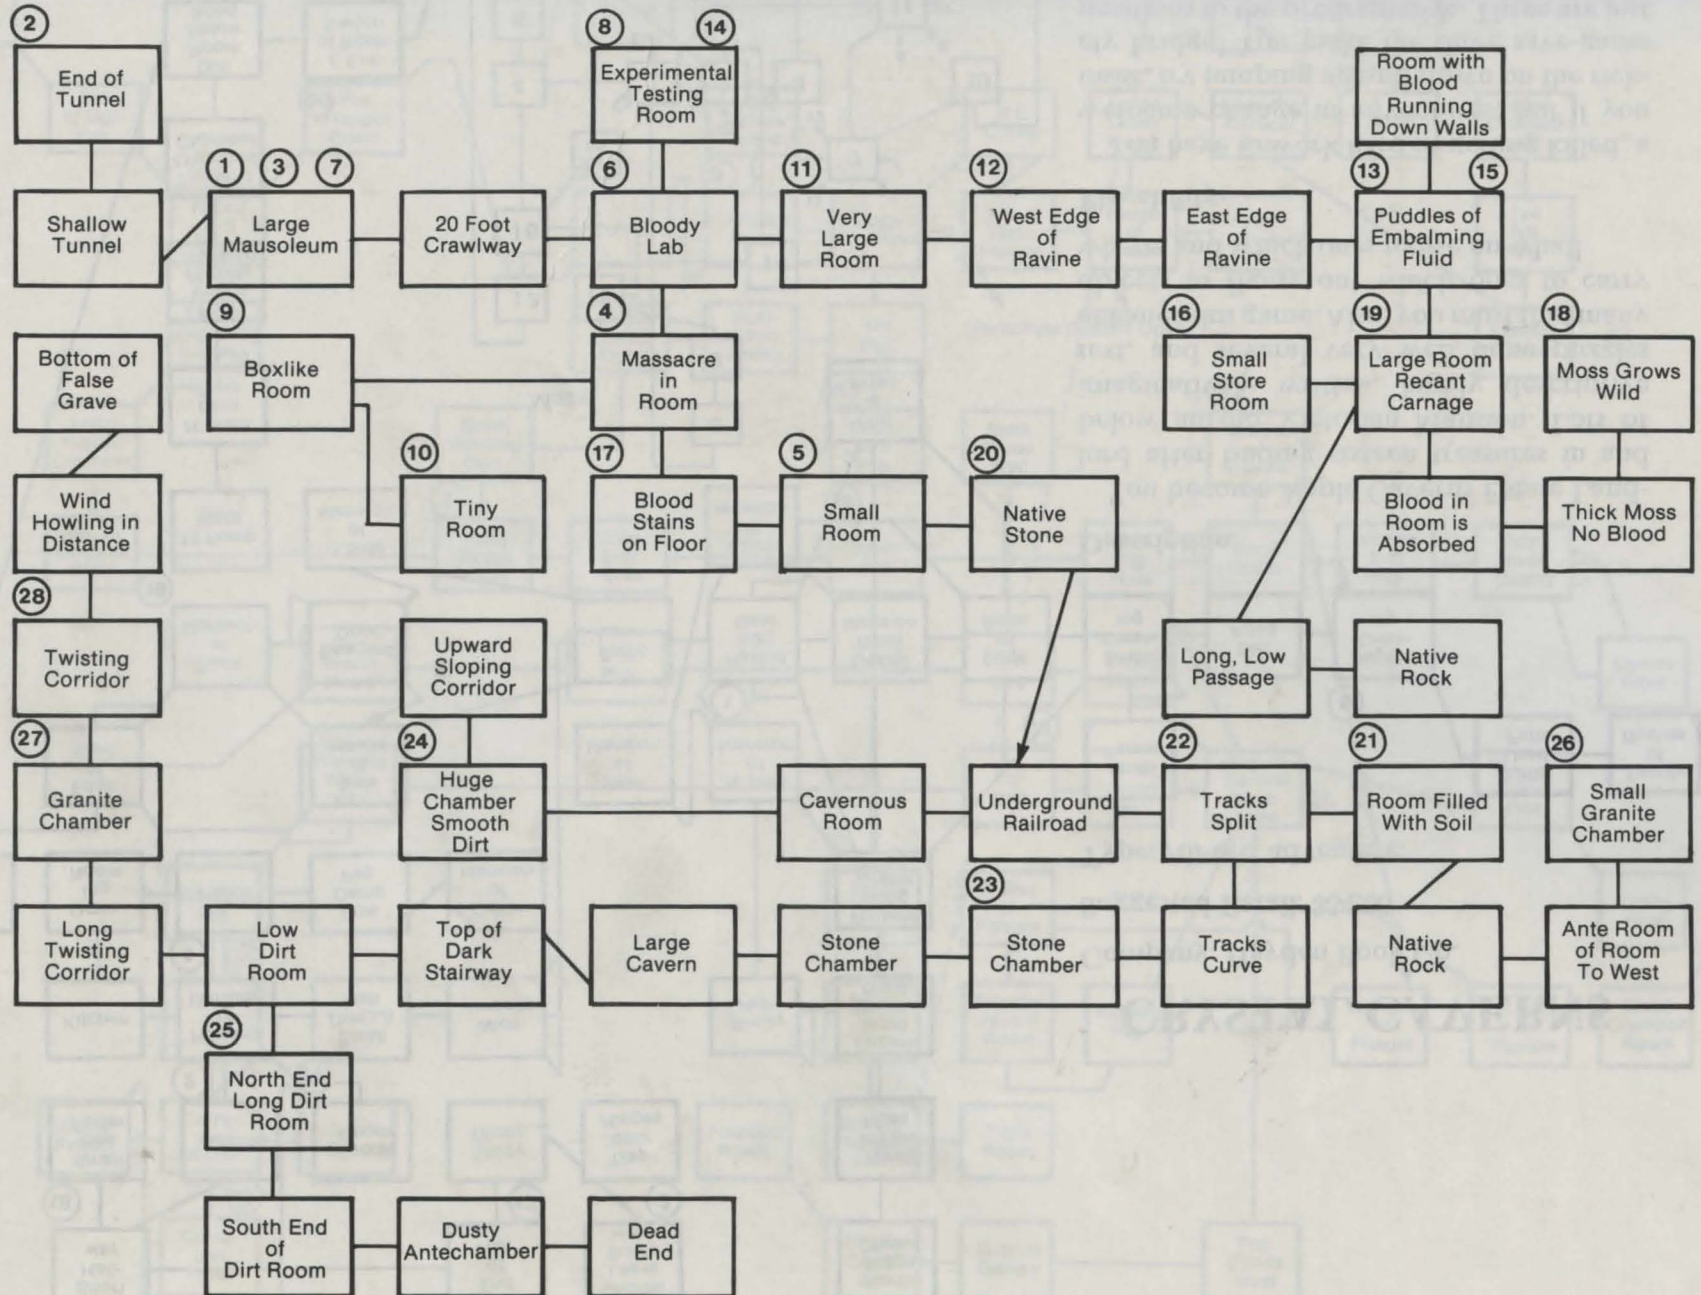 2
8
14
End of
Tunnel
Experimental
Testing
Room
Room with
Blood
Running
Down Walls
1
3
7
6
11
12
13
15
Shallow
Tunnel
Large
Mausoleum
20 Foot
Crawlway
Bloody
Lab
Very
Large
Room
West Edge
of
Ravine
East Edge
of
Ravine
Puddles of
Embalming
Fluid
9
4
16
19
18
Bottom of
False
Grave
Boxlike
Room
Massacre
in
Room
Small
Store
Room
Large Room
Recant
Carnage
Moss Grows
Wild
10
17
5
20
Wind
Howling in
Distance
Tiny
Room
Blood
Stains
on Floor
Small
Room
Native
Stone
Blood in
Room is
Absorbed
Thick Moss
No Blood
28
Twisting
Corridor
Upward
Sloping
Corridor
Long, Low
Passage
Native
Rock
27
24
22
21
26
Granite
Chamber
Huge
Chamber
Smooth
Dirt
Cavernous
Room
Underground
Railroad
Tracks
Split
Room Filled
With Soil
Small
Granite
Chamber
23
Long
Twisting
Corridor
Low
Dirt
Room
Top of
Dark
Stairway
Large
Cavern
Stone
Chamber
Stone
Chamber
Tracks
Curve
Native
Rock
Ante Room
of Room
To West
25
North End
Long Dirt
Room
South End
of
Dirt Room
Dusty
Antechamber
Dead
End